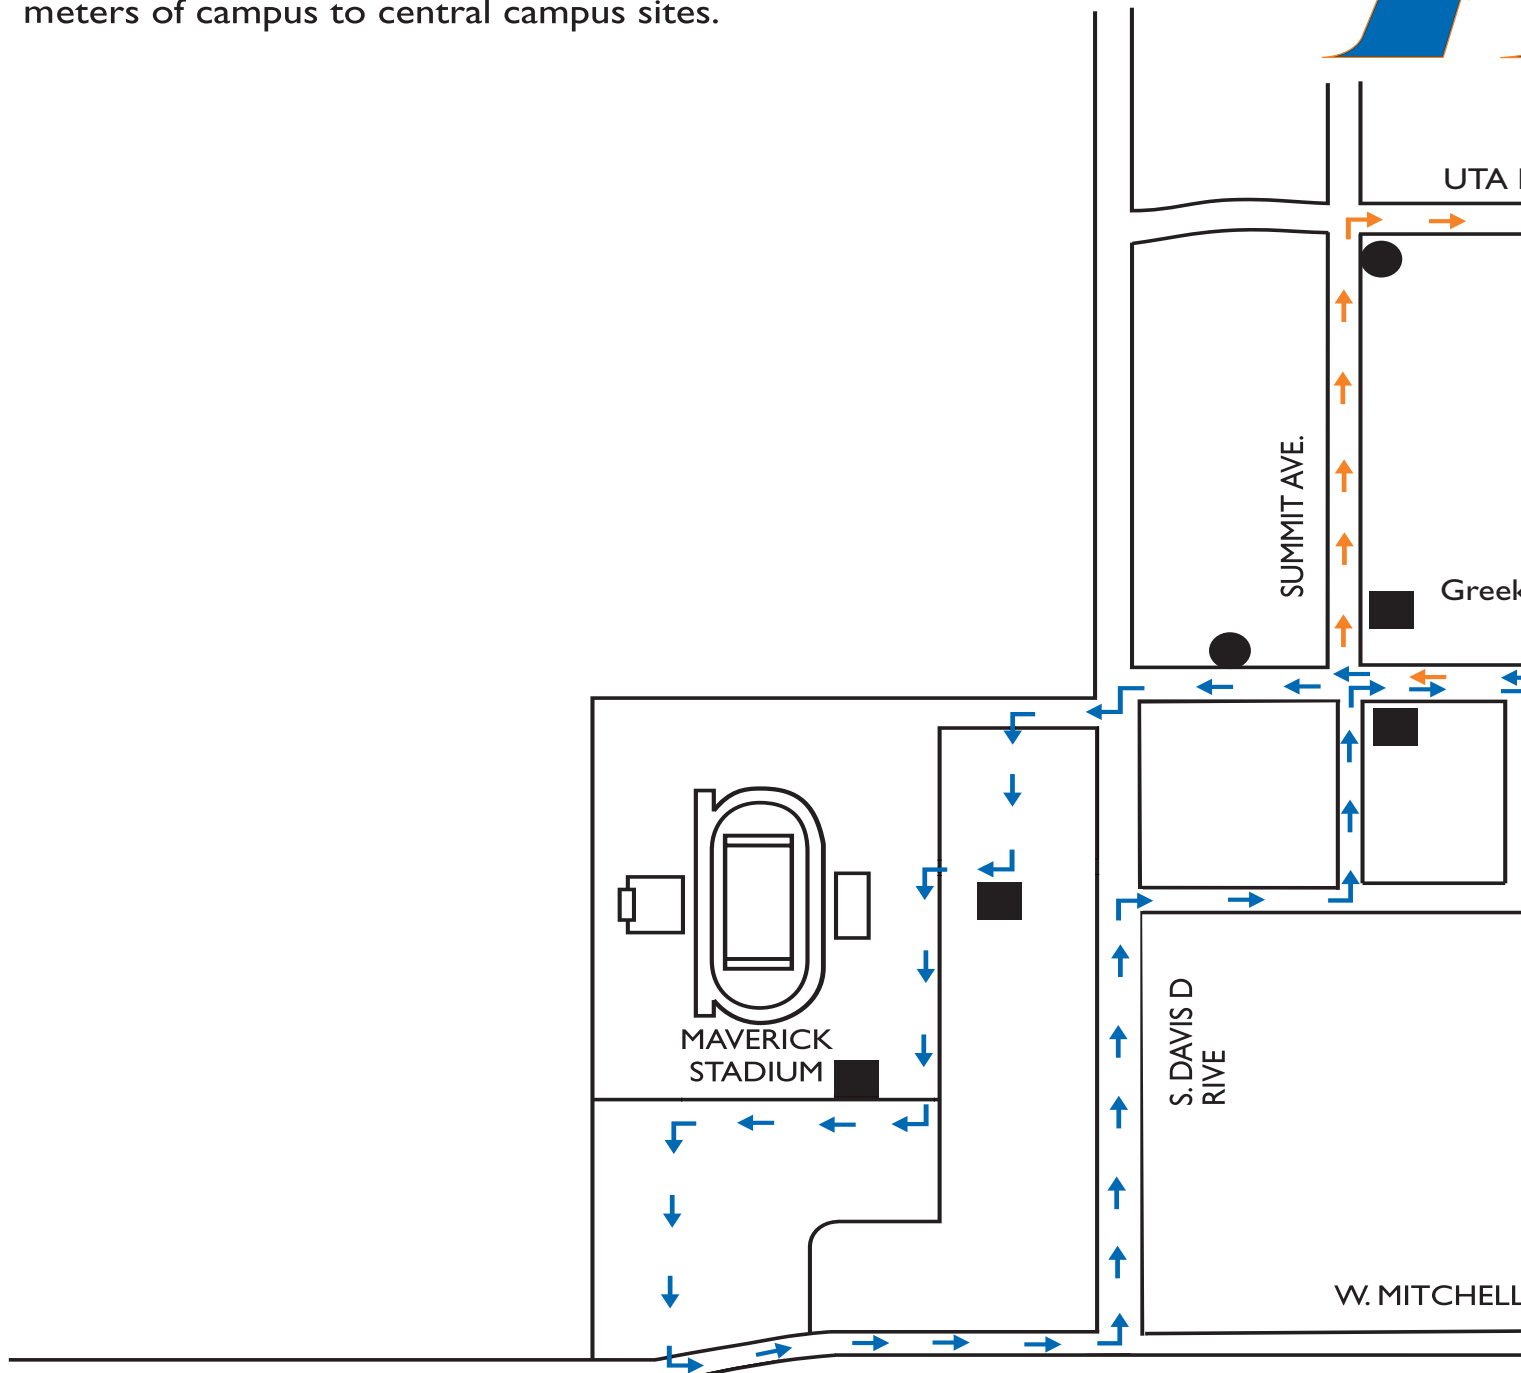 meters of campus to central campus sites.
UTA
SUMMIT AVE.
Greek
MAVERICK
STADIUM
S. DAVIS D
RIVE
W. MITCHELL